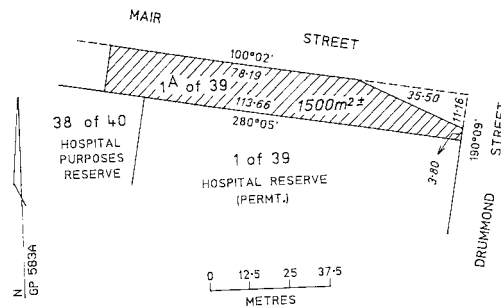 MAIR STREET
100°02'
78·19
35·50
11·16
1A of 39
1500m² ±
113·66
280°05'
190°09'
3·80
38 of 40
HOSPITAL
PURPOSES
RESERVE
1 of 39
HOSPITAL RESERVE
(PERMT.)
DRUMMOND STREET
N
GP 583A
0 12·5 25 37·5
METRES